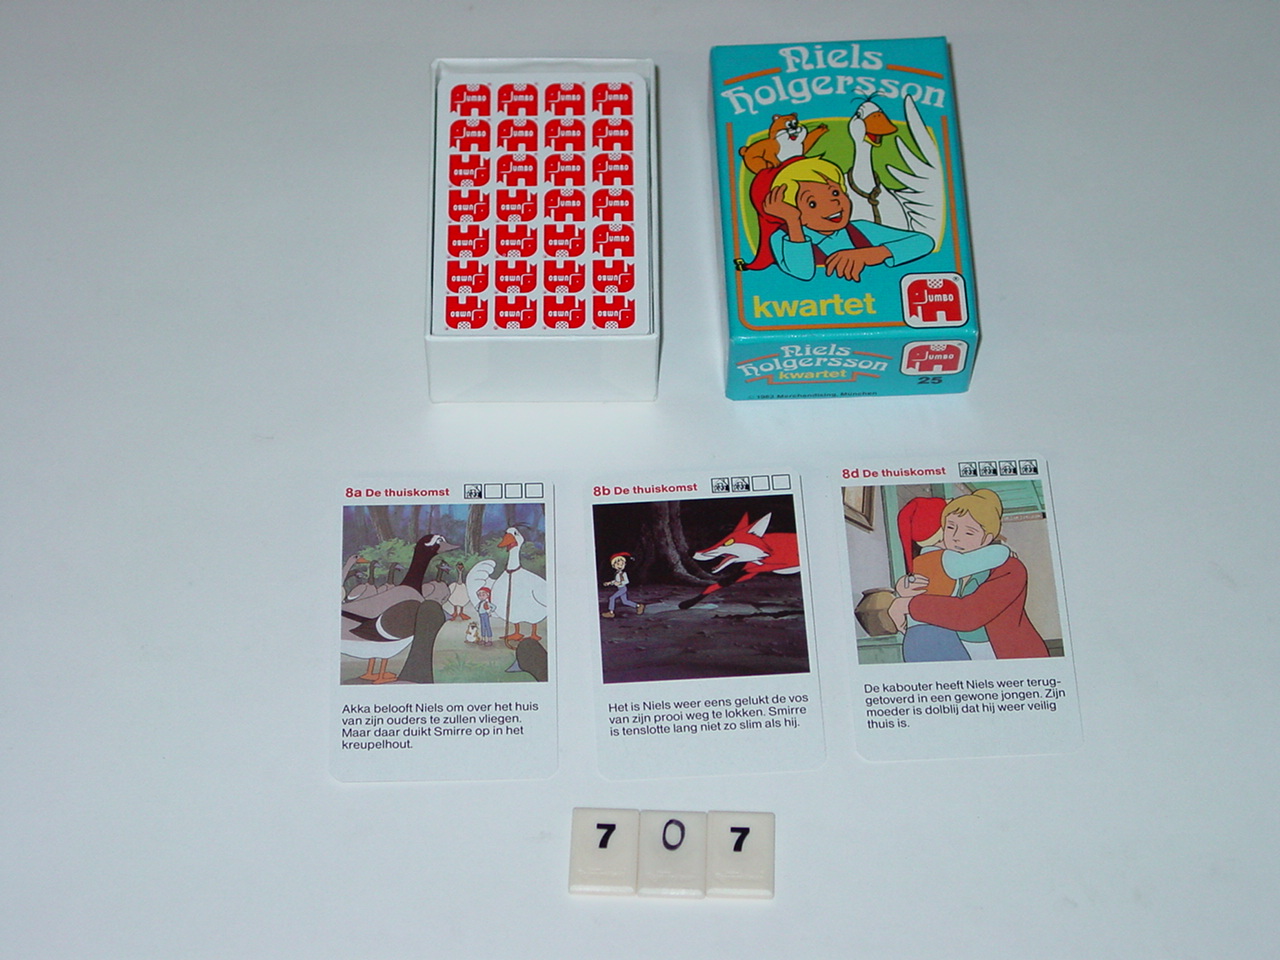 Niels
Holgersson
kwartet
JUMBO
Niels
Holgersson
kwartet
JUMBO
25
© 1982 Merchandising, München
8a De thuiskomst
Akka belooft Niels om over het huis
van zijn ouders te zullen vliegen.
Maar daar duikt Smirre op in het
kreupelhout.
8b De thuiskomst
Het is Niels weer eens gelukt de vos
van zijn prooi weg te lokken. Smirre
is tenslotte lang niet zo slim als hij.
8d De thuiskomst
De kabouter heeft Niels weer terug-
getoverd in een gewone jongen. Zijn
moeder is dolblij dat hij weer veilig
thuis is.
7 0 7